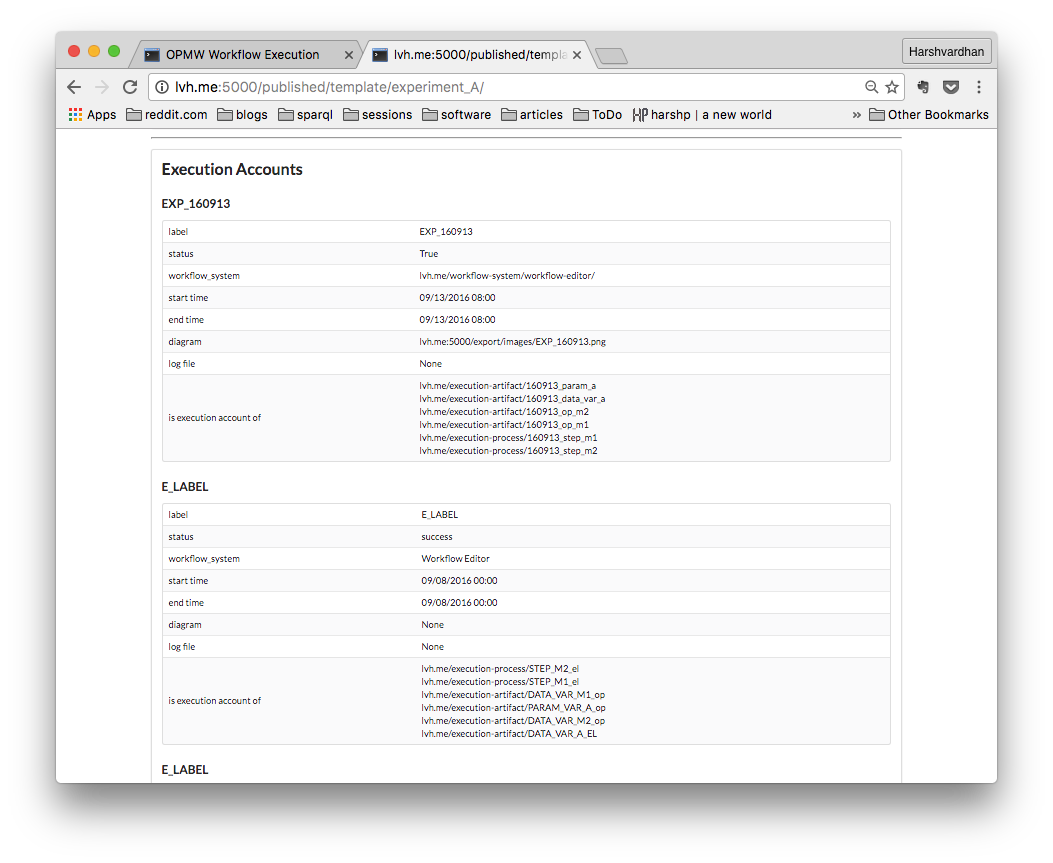 OPMW Workflow Execution
lvh.me:5000/published/templa
Harshvardhan
lvh.me:5000/published/template/experiment_A/
Apps reddit.com blogs sparql sessions software articles ToDo harshp | a new world » Other Bookmarks
Execution Accounts
EXP_160913
label EXP_160913
status True
workflow_system lvh.me/workflow-system/workflow-editor/
start time 09/13/2016 08:00
end time 09/13/2016 08:00
diagram lvh.me:5000/export/images/EXP_160913.png
log file None
is execution account of
lvh.me/execution-artifact/160913_param_a
lvh.me/execution-artifact/160913_data_var_a
lvh.me/execution-artifact/160913_op_m2
lvh.me/execution-artifact/160913_op_m1
lvh.me/execution-process/160913_step_m1
lvh.me/execution-process/160913_step_m2
E_LABEL
label E_LABEL
status success
workflow_system Workflow Editor
start time 09/08/2016 00:00
end time 09/08/2016 00:00
diagram None
log file None
is execution account of
lvh.me/execution-process/STEP_M2_el
lvh.me/execution-process/STEP_M1_el
lvh.me/execution-artifact/DATA_VAR_M1_op
lvh.me/execution-artifact/PARAM_VAR_A_op
lvh.me/execution-artifact/DATA_VAR_M2_op
lvh.me/execution-artifact/DATA_VAR_A_EL
E_LABEL